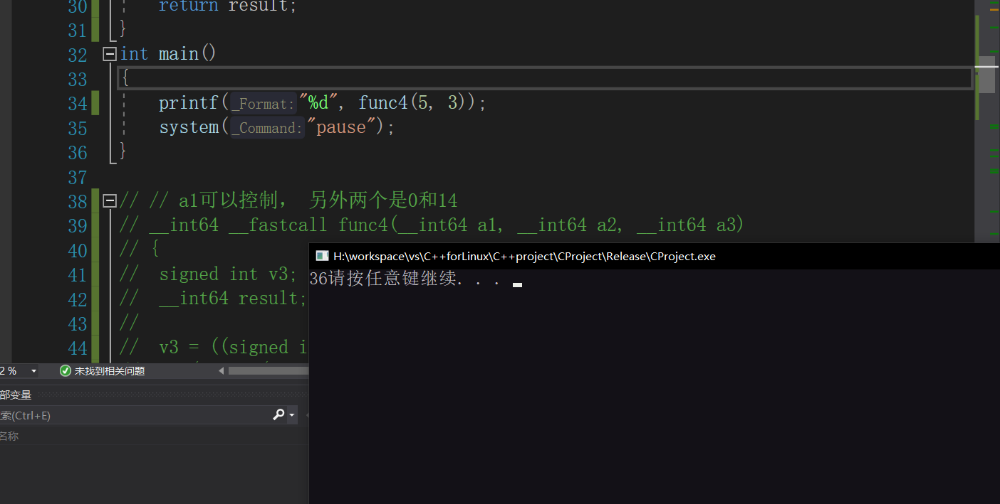 30 return result;
31 }
32 int main()
33 {
34 printf(_Format:"%d", func4(5, 3));
35 system(_Command:"pause");
36 }
37
38 // // a1可以控制, 另外两个是0和14
39 // __int64 __fastcall func4(__int64 a1, __int64 a2, __int64 a3)
40 // {
41 // signed int v3;
42 // __int64 result;
43 //
44 // v3 = ((signed i
H:\workspace\vs\C++forLinux\C++project\CProject\Release\CProject.exe
36请按任意键继续. . .
2 % 未找到相关问题
部变量
索(Ctrl+E)
名称